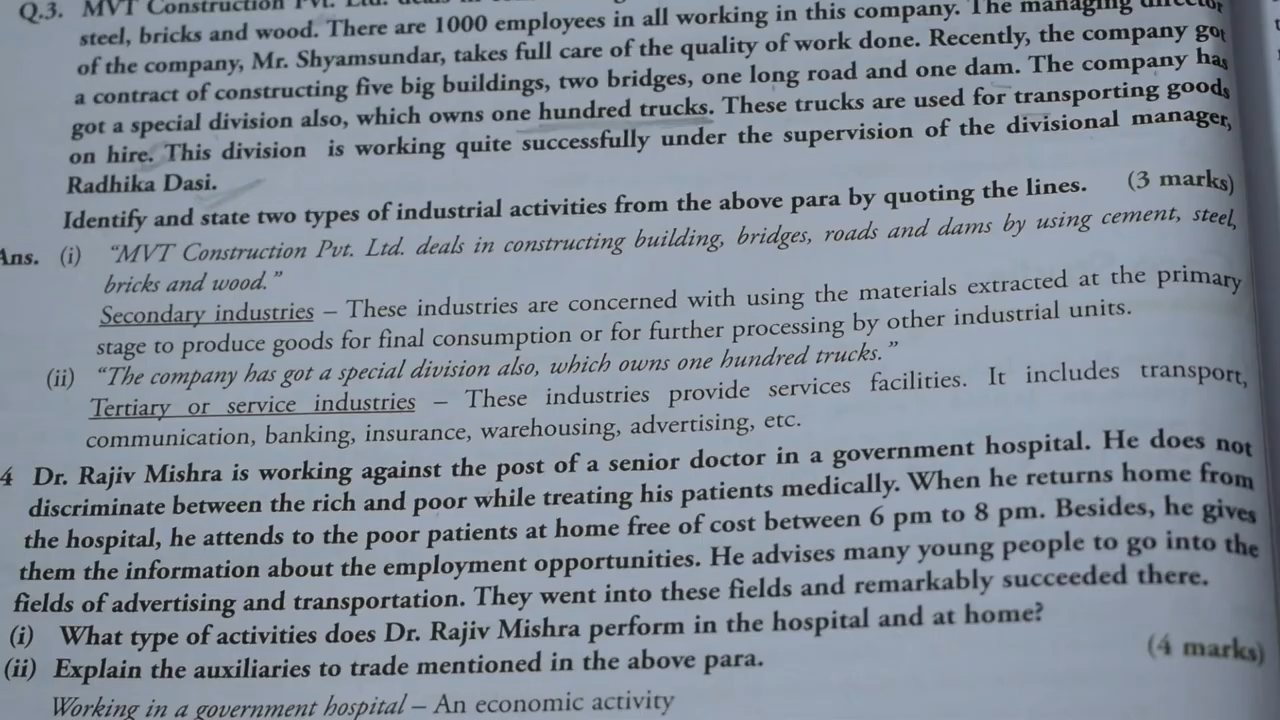 Q.3. MVT Construction Pvt. Ltd. deals in
steel, bricks and wood. There are 1000 employees in all working in this company. The managing director
of the company, Mr. Shyamsundar, takes full care of the quality of work done. Recently, the company got
a contract of constructing five big buildings, two bridges, one long road and one dam. The company has
got a special division also, which owns one hundred trucks. These trucks are used for transporting goods
on hire. This division is working quite successfully under the supervision of the divisional manager,
Radhika Dasi.
Identify and state two types of industrial activities from the above para by quoting the lines. (3 marks)
Ans. (i) “MVT Construction Pvt. Ltd. deals in constructing building, bridges, roads and dams by using cement, steel,
bricks and wood.”
Secondary industries – These industries are concerned with using the materials extracted at the primary
stage to produce goods for final consumption or for further processing by other industrial units.
(ii) “The company has got a special division also, which owns one hundred trucks.”
Tertiary or service industries – These industries provide services facilities. It includes transport,
communication, banking, insurance, warehousing, advertising, etc.
4 Dr. Rajiv Mishra is working against the post of a senior doctor in a government hospital. He does not
discriminate between the rich and poor while treating his patients medically. When he returns home from
the hospital, he attends to the poor patients at home free of cost between 6 pm to 8 pm. Besides, he gives
them the information about the employment opportunities. He advises many young people to go into the
fields of advertising and transportation. They went into these fields and remarkably succeeded there.
(i) What type of activities does Dr. Rajiv Mishra perform in the hospital and at home?
(ii) Explain the auxiliaries to trade mentioned in the above para. (4 marks)
Working in a government hospital – An economic activity